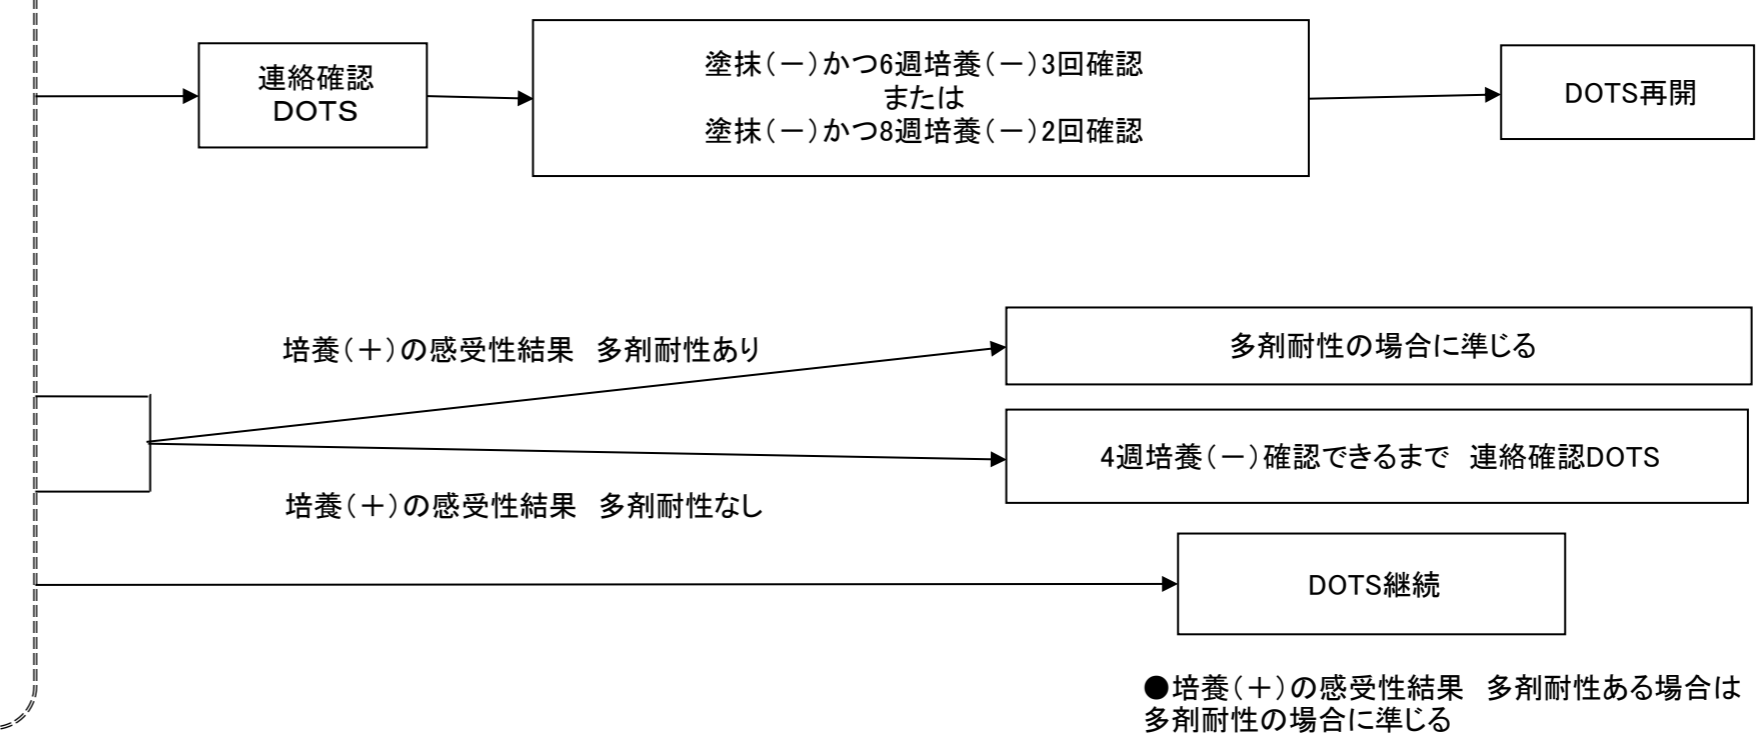 連絡確認
DOTS
塗抹（－）かつ6週培養（－）3回確認
または
塗抹（－）かつ8週培養（－）2回確認
DOTS再開
培養（＋）の感受性結果　多剤耐性あり
多剤耐性の場合に準じる
4週培養（－）確認できるまで　連絡確認DOTS
培養（＋）の感受性結果　多剤耐性なし
DOTS継続
●培養（＋）の感受性結果　多剤耐性ある場合は
多剤耐性の場合に準じる